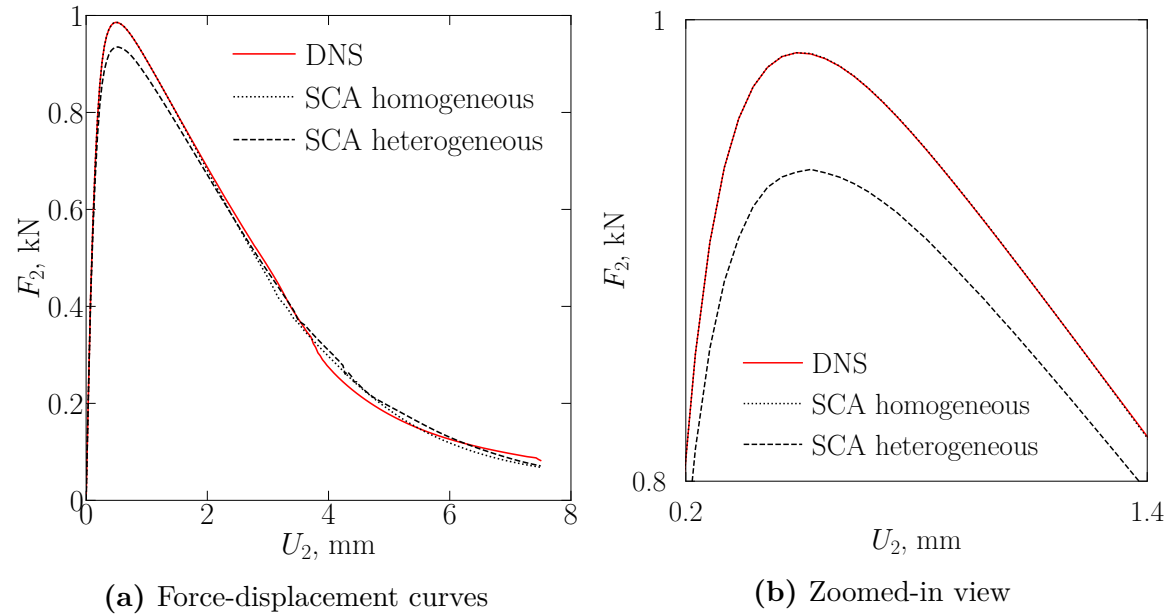 1
0.8
0.6
0.4
0.2
0
F₂, kN
DNS
SCA homogeneous
SCA heterogeneous
0 2 4 6 8
U₂, mm
(a) Force-displacement curves
1
0.8
F₂, kN
DNS
SCA homogeneous
SCA heterogeneous
0.2 1.4
U₂, mm
(b) Zoomed-in view